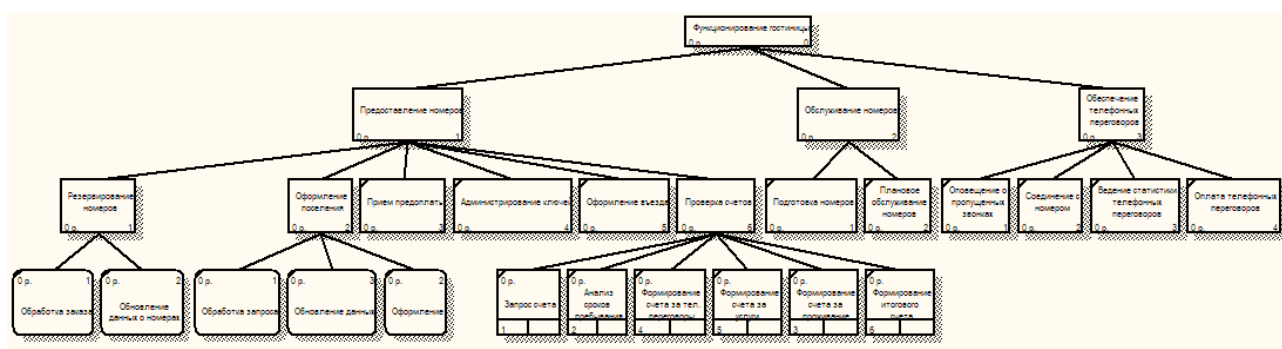 Функционирование гостиницы
0 р. 0
Предоставление номеров
0 р. 1
Обслуживание номеров
0 р. 2
Обеспечение
телефонных
переговоров
0 р. 3
Резервирование
номеров
0 р. 1
Оформление
поселения
0 р. 2
Прием предоплаты
0 р. 3
Администрирование ключей
0 р. 4
Оформление въезда
0 р. 5
Проверка счетов
0 р. 6
Подготовка номеров
0 р. 1
Плановое
обслуживание
номеров
0 р. 2
Оповещение о
пропущенных
звонках
0 р. 1
Соединение с
номером
0 р. 2
Ведение статистики
телефонных
переговоров
0 р. 3
Оплата телефонных
переговоров
0 р. 4
0 р. 1
Обработка заказа
0 р. 2
Обновление
данных о номерах
0 р. 1
Обработка запроса
0 р. 3
Обновление данных
0 р. 2
Оформление
0 р.
Запрос счета
1
0 р.
Анализ
сроков
пребывания
2
0 р.
Формирование
счета за тел.
переговоры
4
0 р.
Формирование
счета за
услуги
5
0 р.
Формирование
счета за
проживание
3
0 р.
Формирование
итогового
счета
6